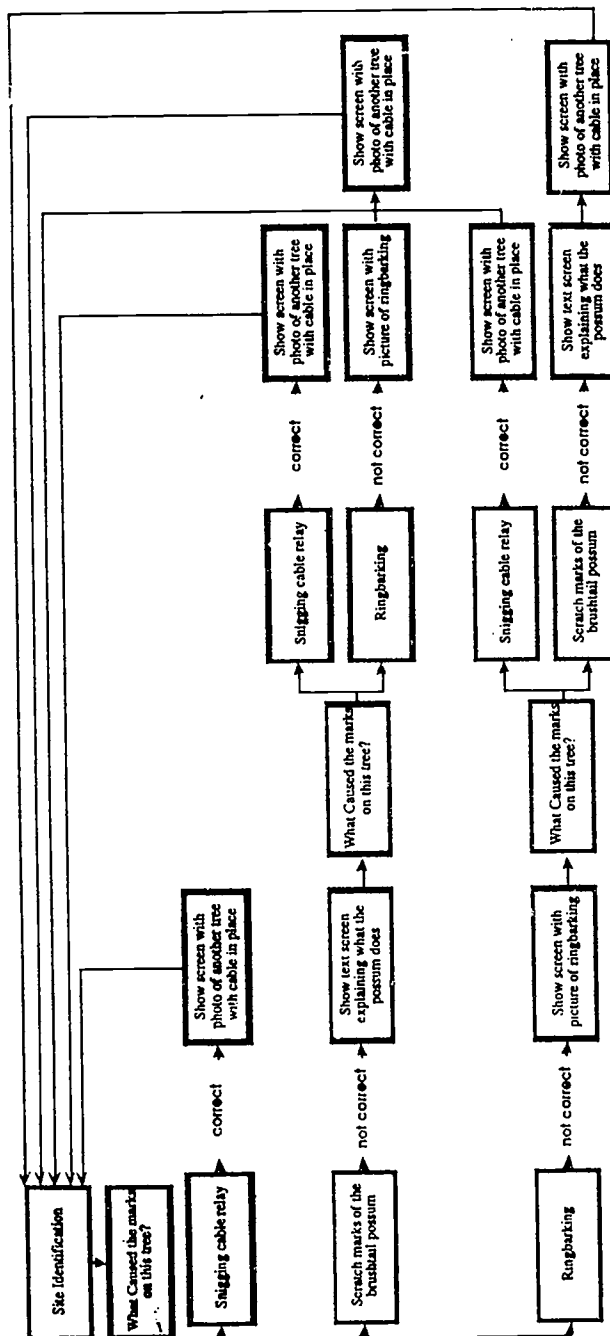 Site Identification
What Caused the marks
on this tree?
Snigging cable relay
correct
Show screen with
photo of another tree
with cable in place
Scratch marks of the
brushtail possum
not correct
Show text screen
explaining what the
possum does
What Caused the marks
on this tree?
Snigging cable relay
correct
Show screen with
photo of another tree
with cable in place
Ringbarking
not correct
Show screen with
picture of ringbarking
Show screen with
photo of another tree
with cable in place
Ringbarking
not correct
Show screen with
picture of ringbarking
What Caused the marks
on this tree?
Snigging cable relay
correct
Show screen with
photo of another tree
with cable in place
Scratch marks of the
brushtail possum
not correct
Show text screen
explaining what the
possum does
Show screen with
photo of another tree
with cable in place